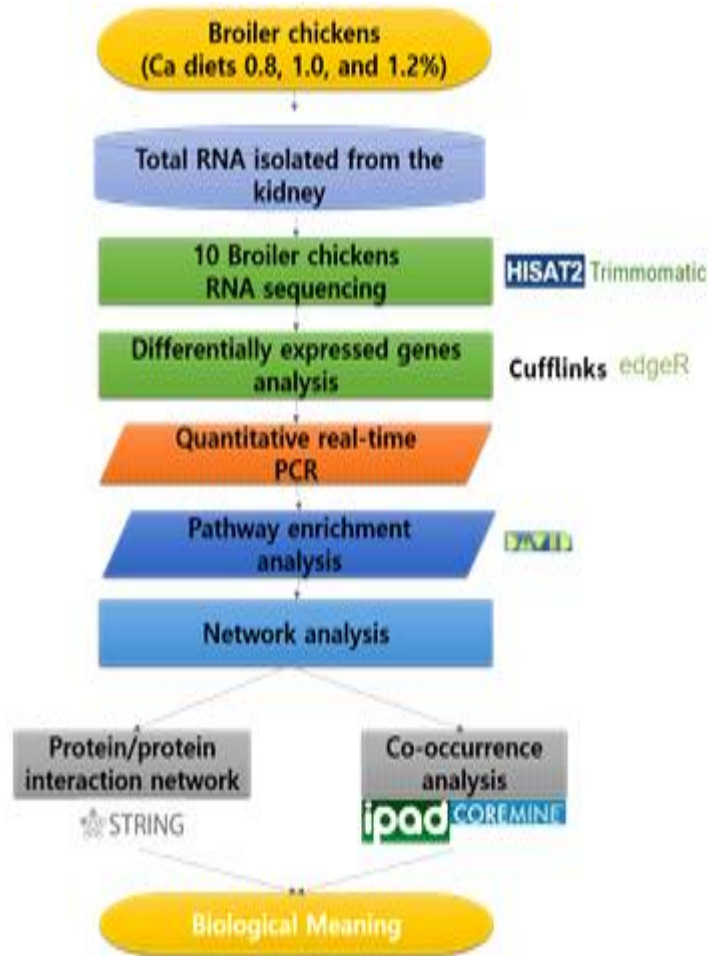 Broiler chickens
(Ca diets 0.8, 1.0, and 1.2%)
Total RNA isolated from the
kidney
10 Broiler chickens
RNA sequencing
HISAT2 Trimmomatic
Differentially expressed genes
analysis
Cufflinks edgeR
Quantitative real-time
PCR
Pathway enrichment
analysis
DAVID
Network analysis
Protein/protein
interaction network
STRING
Co-occurrence
analysis
ipad COREMINE
Biological Meaning